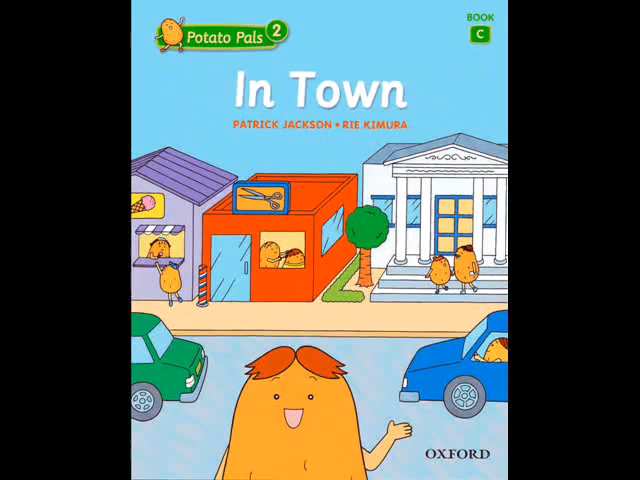 Potato Pals 2
BOOK
C
In Town
PATRICK JACKSON • RIE KIMURA
OXFORD